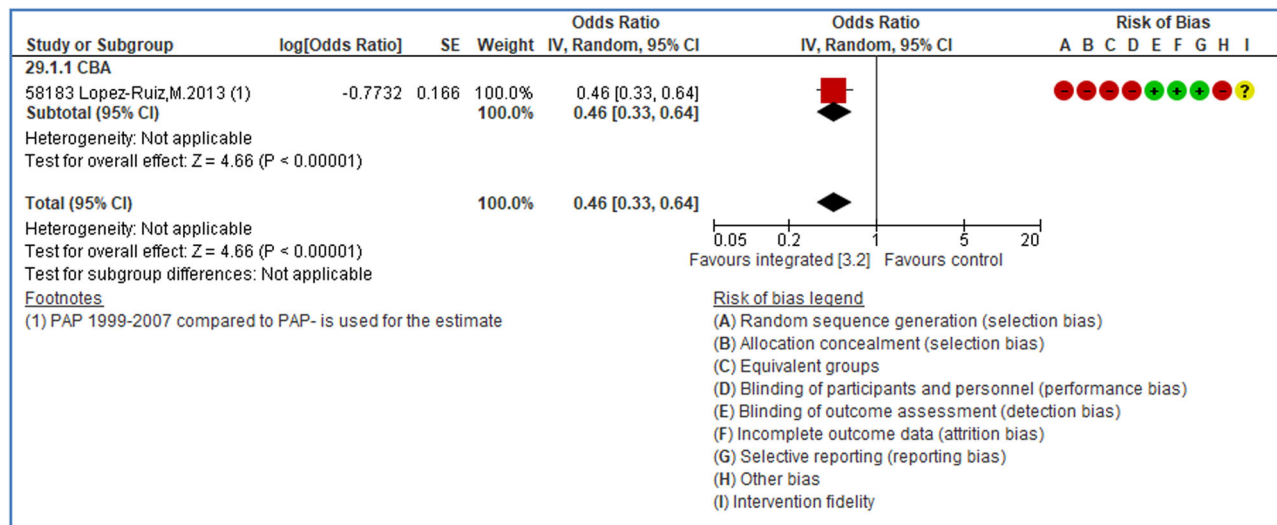 Odds Ratio Odds Ratio Risk of Bias
Study or Subgroup log[Odds Ratio] SE Weight IV, Random, 95% CI IV, Random, 95% CI A B C D E F G H I
29.1.1 CBA
58183 Lopez-Ruiz,M.2013 (1) -0.7732 0.166 100.0% 0.46 [0.33, 0.64] - - - - + + + - ?
Subtotal (95% CI) 100.0% 0.46 [0.33, 0.64]
Heterogeneity: Not applicable
Test for overall effect: Z = 4.66 (P < 0.00001)
Total (95% CI) 100.0% 0.46 [0.33, 0.64]
Heterogeneity: Not applicable
Test for overall effect: Z = 4.66 (P < 0.00001)
Test for subgroup differences: Not applicable
0.05 0.2 1 5 20
Favours integrated [3.2] Favours control
Footnotes
(1) PAP 1999-2007 compared to PAP- is used for the estimate
Risk of bias legend
(A) Random sequence generation (selection bias)
(B) Allocation concealment (selection bias)
(C) Equivalent groups
(D) Blinding of participants and personnel (performance bias)
(E) Blinding of outcome assessment (detection bias)
(F) Incomplete outcome data (attrition bias)
(G) Selective reporting (reporting bias)
(H) Other bias
(I) Intervention fidelity